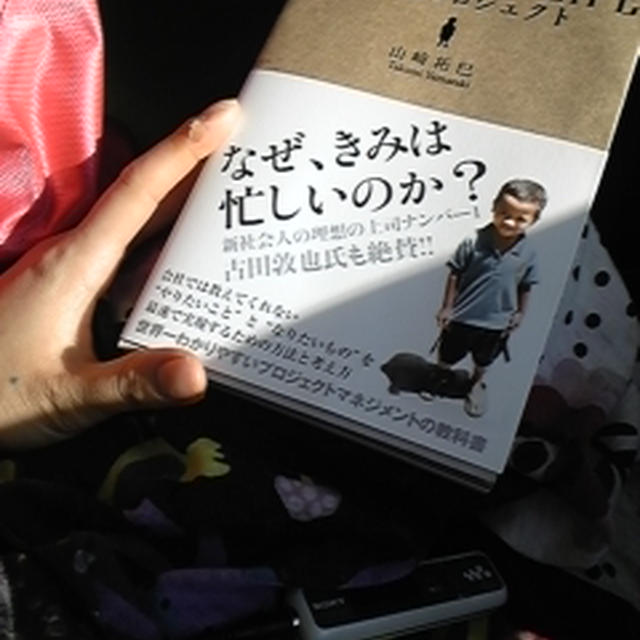 ジェクト
山﨑拓巳
Takumi Yamazaki
なぜ、きみは
忙しいのか?
新社会人の理想の上司ナンバー1
古田敦也氏も絶賛!!
会社では教えてくれない
"やりたいこと"と"なりたいもの"を
最速で実現するための方法と考え方
世界一わかりやすいプロジェクトマネジメントの教科書
SONY